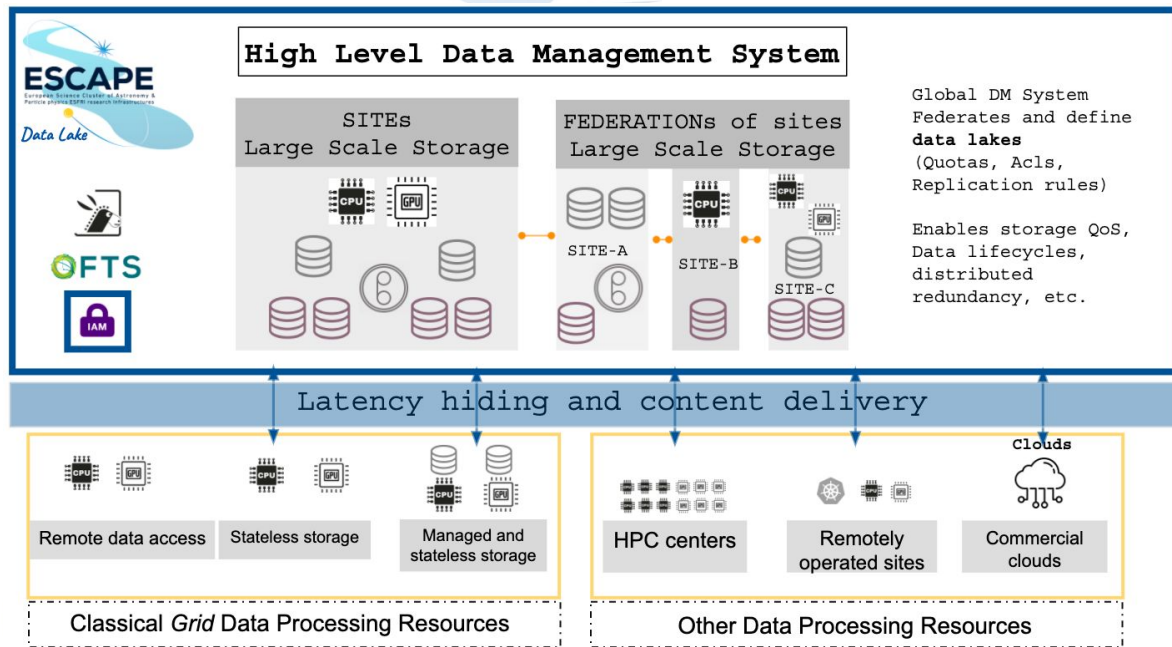 High Level Data Management System
ESCAPE
European Science Cluster of Astronomy &
Particle physics ESFRI research Infrastructures
Data Lake
FTS
IAM
SITEs
Large Scale Storage
CPU
GPU
FEDERATIONs of sites
Large Scale Storage
SITE-A
CPU
SITE-B
CPU
GPU
SITE-C
Global DM System
Federates and define
data lakes
(Quotas, Acls,
Replication rules)
Enables storage QoS,
Data lifecycles,
distributed
redundancy, etc.
Latency hiding and content delivery
CPU
GPU
Remote data access
CPU
GPU
Stateless storage
CPU
GPU
Managed and
stateless storage
HPC centers
CPU
GPU
Remotely
operated sites
Clouds
Commercial
clouds
Classical Grid Data Processing Resources
Other Data Processing Resources